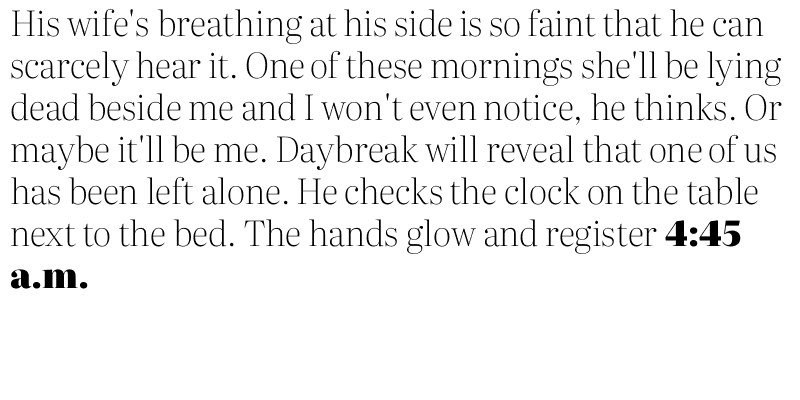 His wife's breathing at his side is so faint that he can
scarcely hear it. One of these mornings she'll be lying
dead beside me and I won't even notice, he thinks. Or
maybe it'll be me. Daybreak will reveal that one of us
has been left alone. He checks the clock on the table
next to the bed. The hands glow and register 4:45
a.m.